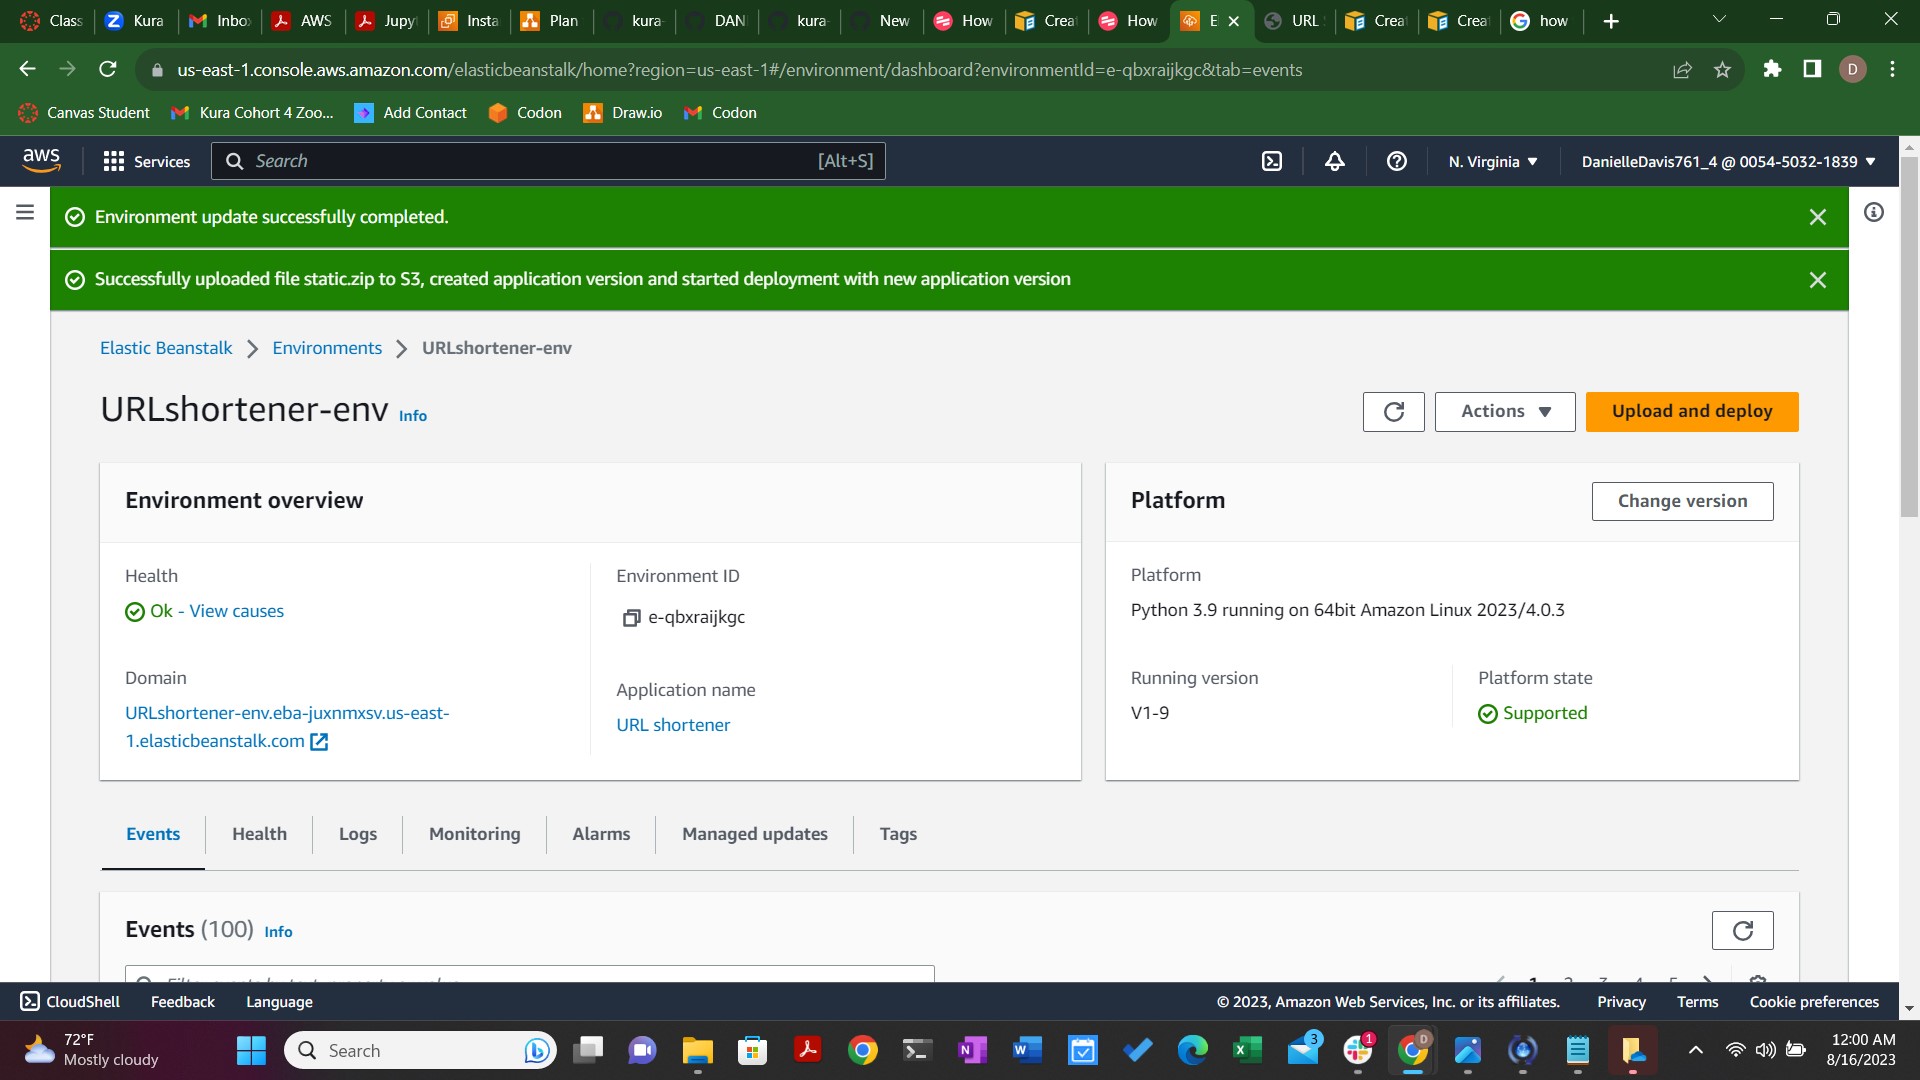 Class
Kura
Inbo
AWS
Jupy
Insta
Plan
kura-
DANI
kura-
New
How
Crea
How
E
URL
Crea
Crea
how
us-east-1.console.aws.amazon.com/elasticbeanstalk/home?region=us-east-1#/environment/dashboard?environmentId=e-qbxraijkgc&tab=events
D
Canvas Student
Kura Cohort 4 Zoo...
Add Contact
Codon
Draw.io
Codon
aws
Services
Search
[Alt+S]
N. Virginia
DanielleDavis761_4 @ 0054-5032-1839
Environment update successfully completed.
Successfully uploaded file static.zip to S3, created application version and started deployment with new application version
Elastic Beanstalk
Environments
URLshortener-env
URLshortener-env Info
Actions
Upload and deploy
Environment overview
Health
Ok - View causes
Domain
URLshortener-env.eba-juxnmxsv.us-east-
1.elasticbeanstalk.com
Environment ID
e-qbxraijkgc
Application name
URL shortener
Platform
Change version
Platform
Python 3.9 running on 64bit Amazon Linux 2023/4.0.3
Running version
V1-9
Platform state
Supported
Events
Health
Logs
Monitoring
Alarms
Managed updates
Tags
Events (100) Info
CloudShell
Feedback
Language
© 2023, Amazon Web Services, Inc. or its affiliates.
Privacy
Terms
Cookie preferences
72°F
Mostly cloudy
Search
3
1
D
12:00 AM
8/16/2023